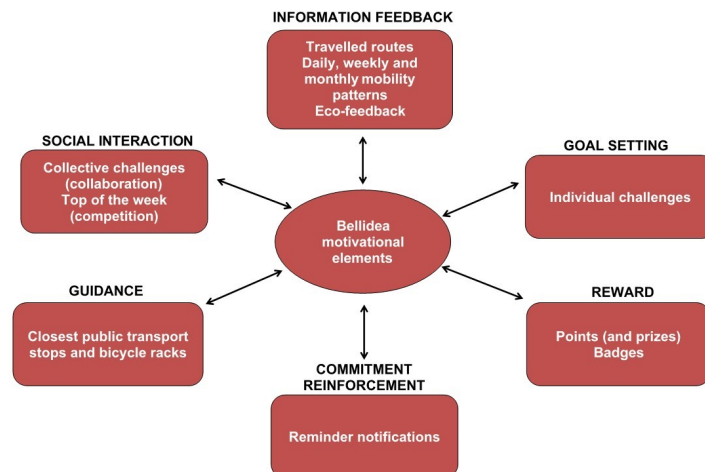 INFORMATION FEEDBACK
Travelled routes
Daily, weekly and
monthly mobility
patterns
Eco-feedback
SOCIAL INTERACTION
Collective challenges
(collaboration)
Top of the week
(competition)
GOAL SETTING
Individual challenges
Bellidea
motivational
elements
GUIDANCE
Closest public transport
stops and bicycle racks
REWARD
Points (and prizes)
Badges
COMMITMENT
REINFORCEMENT
Reminder notifications